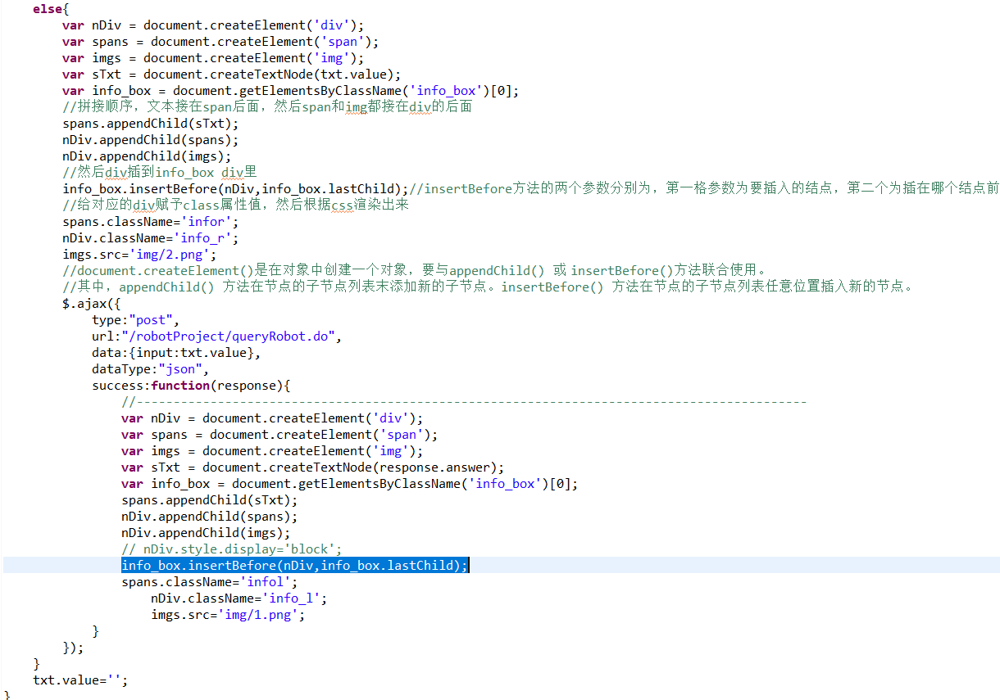 else{
var nDiv = document.createElement('div');
var spans = document.createElement('span');
var imgs = document.createElement('img');
var sTxt = document.createTextNode(txt.value);
var info_box = document.getElementsByClassName('info_box')[0];
//拼接顺序，文本接在span后面，然后span和img都接在div的后面
spans.appendChild(sTxt);
nDiv.appendChild(spans);
nDiv.appendChild(imgs);
//然后div插到info_box div里
info_box.insertBefore(nDiv,info_box.lastChild);//insertBefore方法的两个参数分别为，第一格参数为要插入的结点，第二个为插在哪个结点前
//给对应的div赋予class属性值，然后根据css渲染出来
spans.className='infor';
nDiv.className='info_r';
imgs.src='img/2.png';
//document.createElement()是在对象中创建一个对象，要与appendChild() 或 insertBefore()方法联合使用。
//其中，appendChild() 方法在节点的子节点列表末添加新的子节点。insertBefore() 方法在节点的子节点列表任意位置插入新的节点。
$.ajax({
type:"post",
url:"/robotProject/queryRobot.do",
data:{input:txt.value},
dataType:"json",
success:function(response){
//-------------------------------------------------------------------------------------------
var nDiv = document.createElement('div');
var spans = document.createElement('span');
var imgs = document.createElement('img');
var sTxt = document.createTextNode(response.answer);
var info_box = document.getElementsByClassName('info_box')[0];
spans.appendChild(sTxt);
nDiv.appendChild(spans);
nDiv.appendChild(imgs);
// nDiv.style.display='block';
info_box.insertBefore(nDiv,info_box.lastChild);
spans.className='infol';
nDiv.className='info_l';
imgs.src='img/1.png';
}
});
}
txt.value='';
}